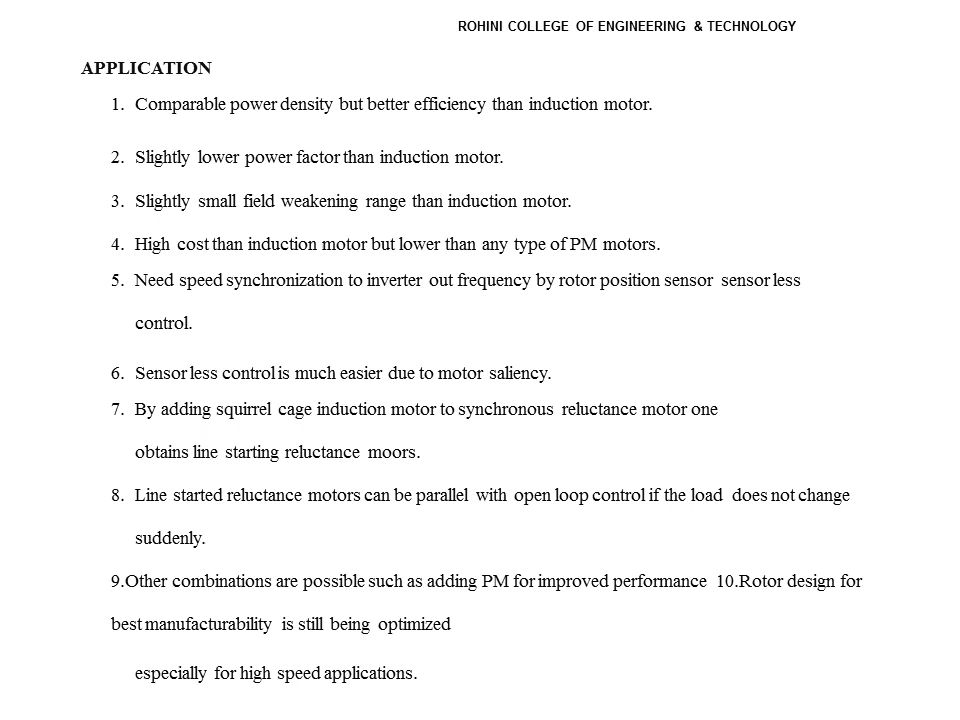 ROHINI COLLEGE OF ENGINEERING & TECHNOLOGY
APPLICATION
1. Comparable power density but better efficiency than induction motor.
2. Slightly lower power factor than induction motor.
3. Slightly small field weakening range than induction motor.
4. High cost than induction motor but lower than any type of PM motors.
5. Need speed synchronization to inverter out frequency by rotor position sensor sensor less
control.
6. Sensor less control is much easier due to motor saliency.
7. By adding squirrel cage induction motor to synchronous reluctance motor one
obtains line starting reluctance moors.
8. Line started reluctance motors can be parallel with open loop control if the load does not change
suddenly.
9.Other combinations are possible such as adding PM for improved performance 10.Rotor design for
best manufacturability is still being optimized
especially for high speed applications.